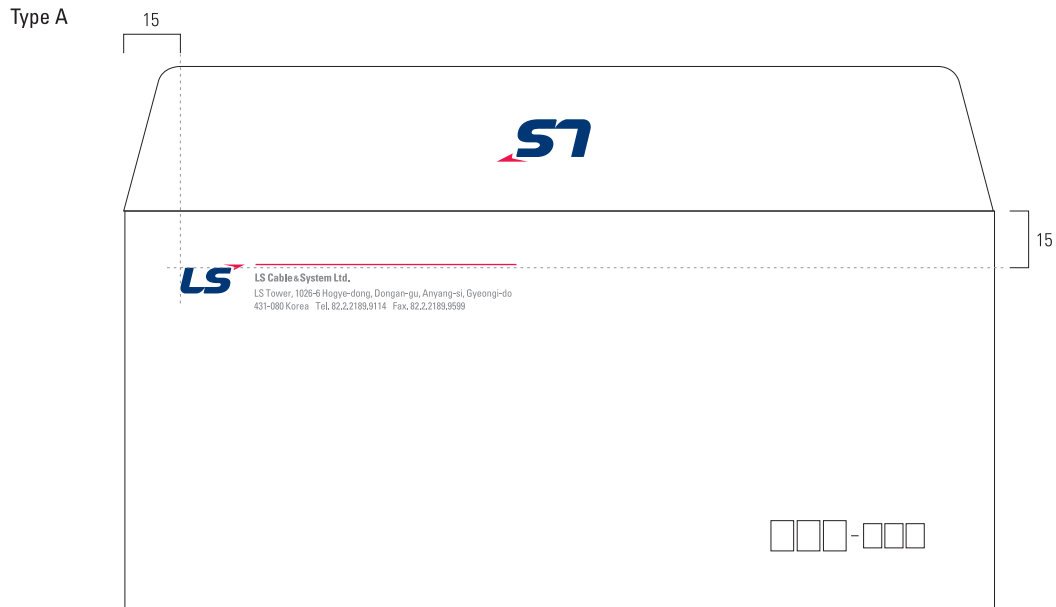 Type A
15
LS
15
LS
LS Cable&System Ltd.
LS Tower, 1026-6 Hogye-dong, Dongan-gu, Anyang-si, Gyeongi-do
431-080 Korea Tel. 82.2.2189.9114 Fax. 82.2.2189.9599
-